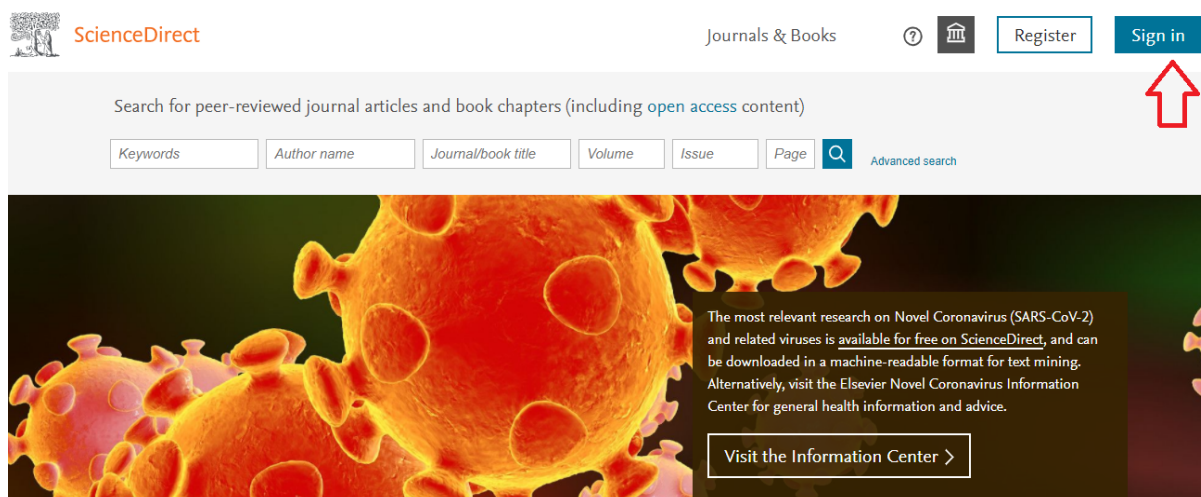 ScienceDirect
Journals & Books
?
Register
Sign in
Search for peer-reviewed journal articles and book chapters (including open access content)
Keywords
Author name
Journal/book title
Volume
Issue
Page
Advanced search
The most relevant research on Novel Coronavirus (SARS-CoV-2)
and related viruses is available for free on ScienceDirect, and can
be downloaded in a machine-readable format for text mining.
Alternatively, visit the Elsevier Novel Coronavirus Information
Center for general health information and advice.
Visit the Information Center >